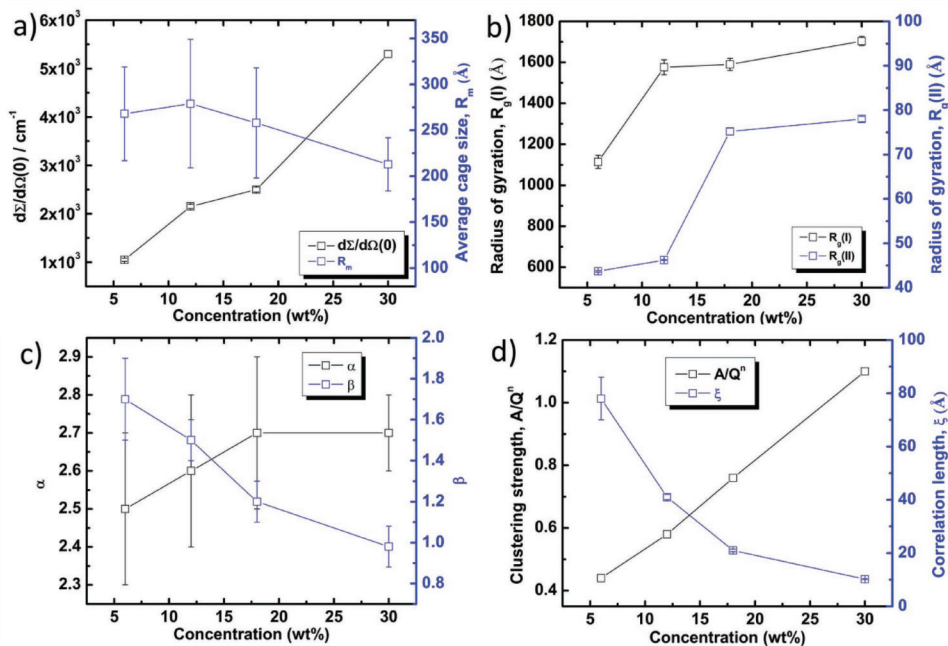 a)
dΣ/dΩ(0) / cm⁻¹
6x10³
5x10³
4x10³
3x10³
2x10³
1x10³
350
300
250
200
150
100
Average cage size, Rₘ (Å)
dΣ/dΩ(0)
Rₘ
5 10 15 20 25 30
Concentration (wt%)
b)
Radius of gyration, R_g(I) (Å)
1800
1600
1400
1200
1000
800
600
100
90
80
70
60
50
40
Radius of gyration, R_g(II) (Å)
R_g(I)
R_g(II)
5 10 15 20 25 30
Concentration (wt%)
c)
α
2.9
2.8
2.7
2.6
2.5
2.4
2.3
2.0
1.8
1.6
1.4
1.2
1.0
0.8
β
α
β
5 10 15 20 25 30
Concentration (wt%)
d)
Clustering strength, A/Qⁿ
1.2
1.0
0.8
0.6
0.4
100
80
60
40
20
0
Correlation length, ξ (Å)
A/Qⁿ
ξ
5 10 15 20 25 30
Concentration (wt%)